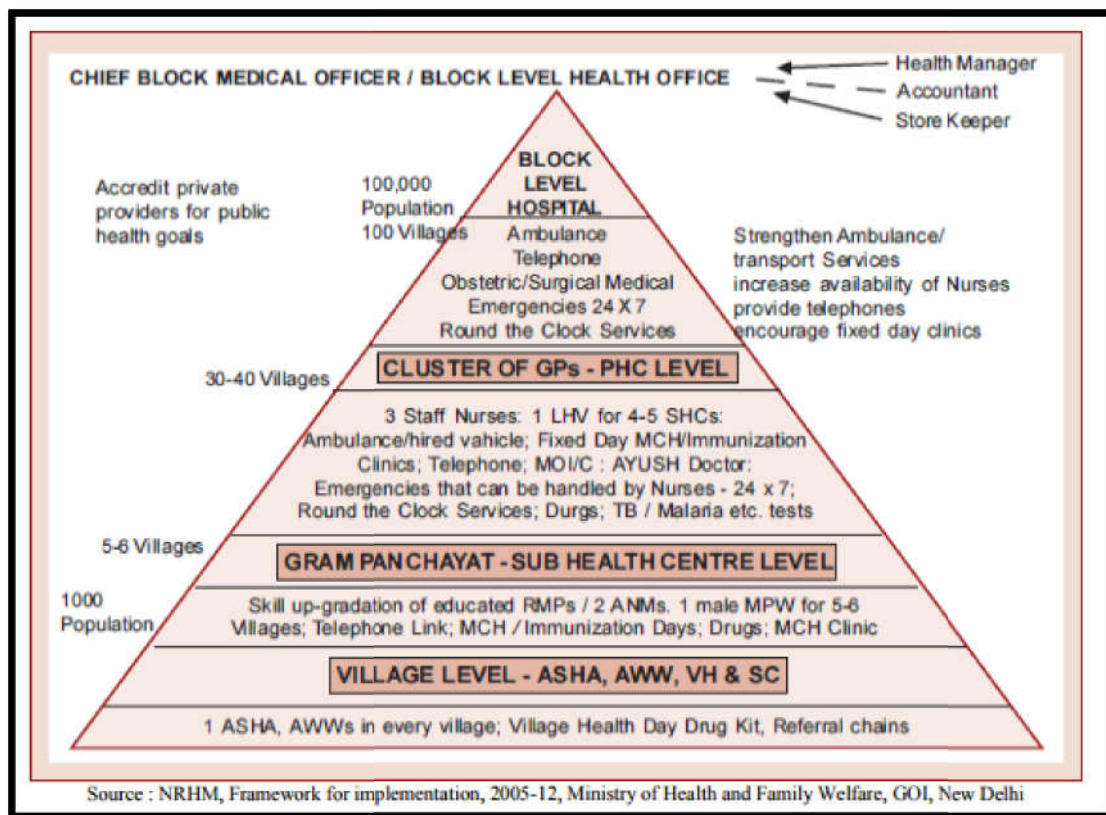 CHIEF BLOCK MEDICAL OFFICER / BLOCK LEVEL HEALTH OFFICE
Health Manager
Accountant
Store Keeper
BLOCK
LEVEL
HOSPITAL
Accredit private
providers for public
health goals
100,000
Population
100 Villages
Ambulance
Telephone
Obstetric/Surgical Medical
Emergencies 24 X 7
Round the Clock Services
Strengthen Ambulance/
transport Services
increase availability of Nurses
provide telephones
encourage fixed day clinics
30-40 Villages
CLUSTER OF GPs - PHC LEVEL
3 Staff Nurses: 1 LHV for 4-5 SHCs:
Ambulance/hired vahicle; Fixed Day MCH/Immunization
Clinics; Telephone; MOI/C : AYUSH Doctor:
Emergencies that can be handled by Nurses - 24 x 7;
Round the Clock Services; Durgs; TB / Malaria etc. tests
5-6 Villages
GRAM PANCHAYAT - SUB HEALTH CENTRE LEVEL
1000
Population
Skill up-gradation of educated RMPs / 2 ANMs. 1 male MPW for 5-6
Villages; Telephone Link; MCH / Immunization Days; Drugs; MCH Clinic
VILLAGE LEVEL - ASHA, AWW, VH & SC
1 ASHA, AWWs in every village; Village Health Day Drug Kit, Referral chains
Source : NRHM, Framework for implementation, 2005-12, Ministry of Health and Family Welfare, GOI, New Delhi